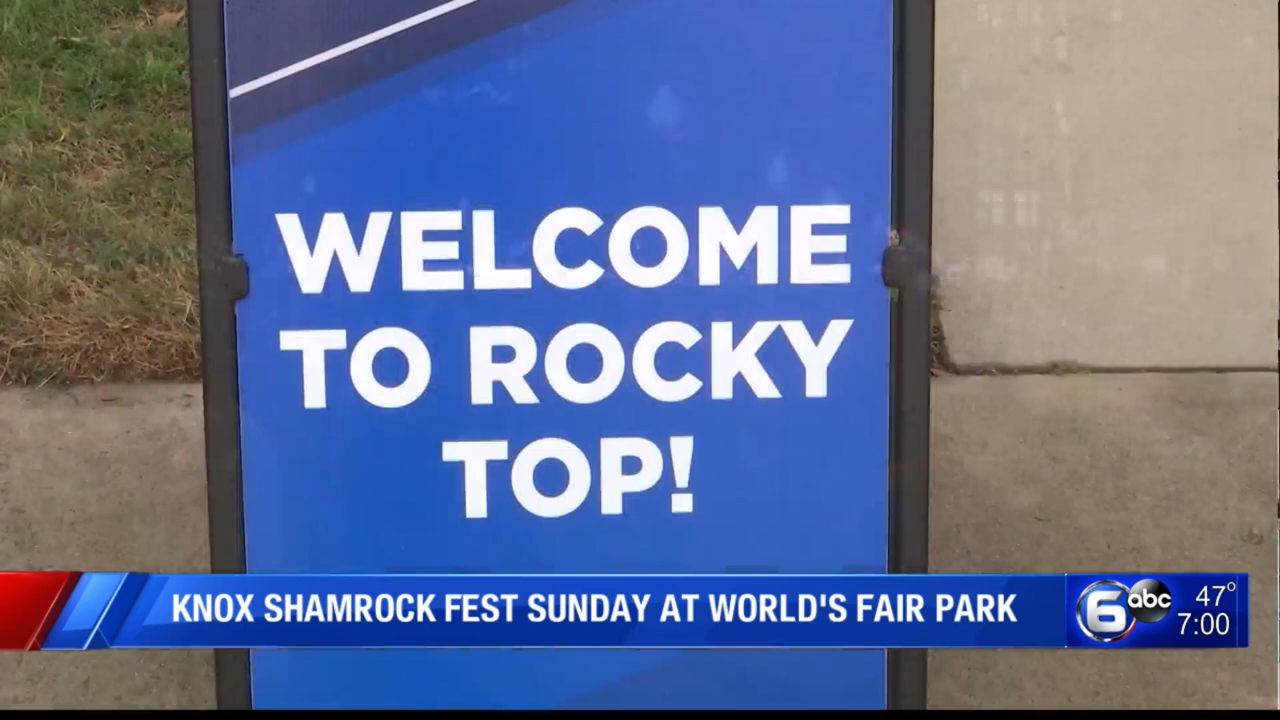 WELCOME
TO ROCKY
TOP!
KNOX SHAMROCK FEST SUNDAY AT WORLD'S FAIR PARK
6 abc
47°
7:00